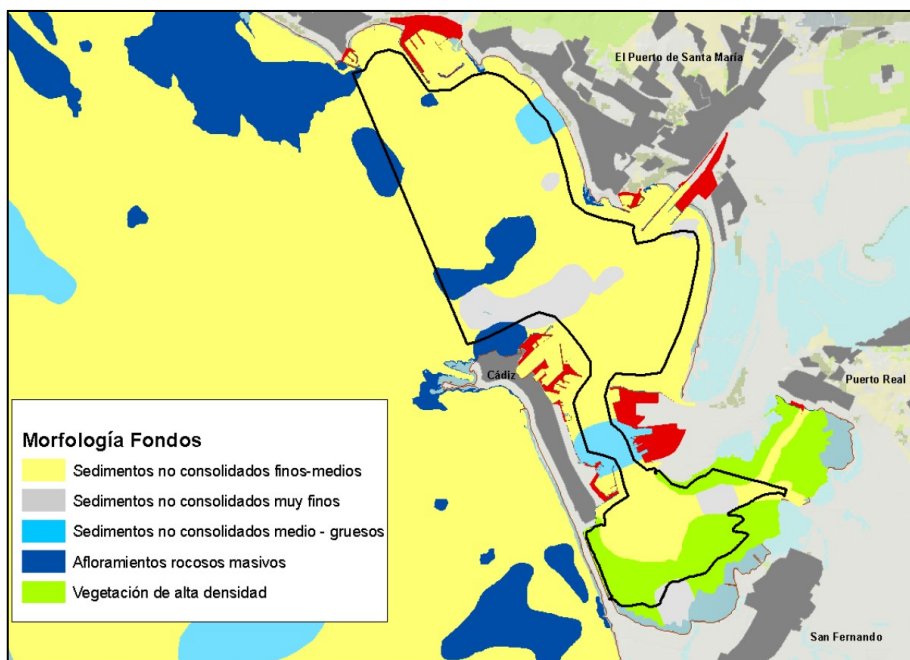 El Puerto de Santa María
Cádiz
Puerto Real
San Fernando
Morfología Fondos
Sedimentos no consolidados finos-medios
Sedimentos no consolidados muy finos
Sedimentos no consolidados medio - gruesos
Afloramientos rocosos masivos
Vegetación de alta densidad